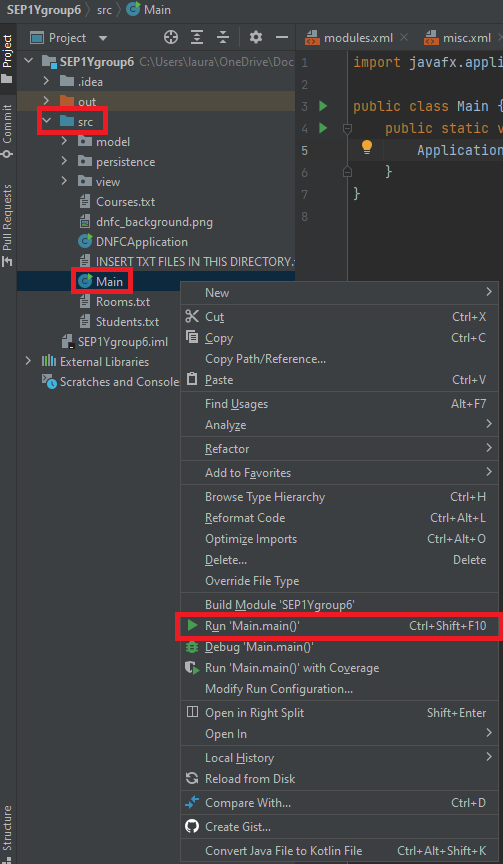 SEP1Ygroup6 src Main
Project
Commit
Pull Requests
Structure
Project
SEP1Ygroup6 C:\Users\laura\OneDrive\Doc
.idea
out
src
model
persistence
view
Courses.txt
dnfc_background.png
DNFCApplication
INSERT TXT FILES IN THIS DIRECTORY.
Main
Rooms.txt
Students.txt
SEP1Ygroup6.iml
External Libraries
Scratches and Console
modules.xml misc.xml
1 import javafx.appli
2
3 public class Main {
4 public static v
5 Application
6 }
7 }
8
New
Cut Ctrl+X
Copy Ctrl+C
Copy Path/Reference...
Paste Ctrl+V
Find Usages Alt+F7
Analyze
Refactor
Add to Favorites
Browse Type Hierarchy Ctrl+H
Reformat Code Ctrl+Alt+L
Optimize Imports Ctrl+Alt+O
Delete... Delete
Override File Type
Build Module 'SEP1Ygroup6'
Run 'Main.main()' Ctrl+Shift+F10
Debug 'Main.main()'
Run 'Main.main()' with Coverage
Modify Run Configuration...
Open in Right Split Shift+Enter
Open In
Local History
Reload from Disk
Compare With... Ctrl+D
Create Gist...
Convert Java File to Kotlin File Ctrl+Alt+Shift+K